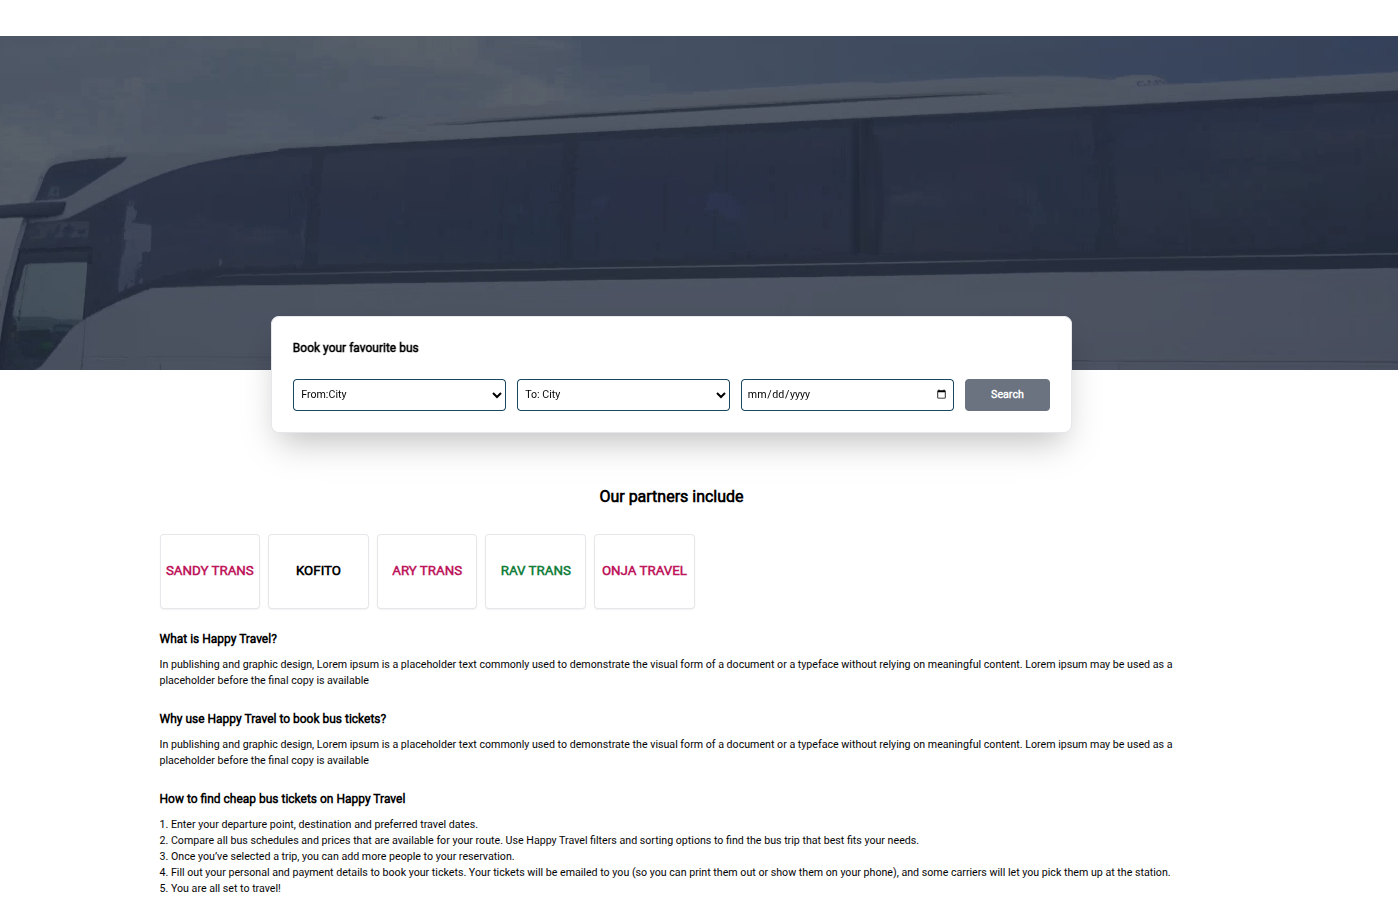 Book your favourite bus
From:City
To: City
mm/dd/yyyy
Search
Our partners include
SANDY TRANS
KOFITO
ARY TRANS
RAV TRANS
ONJA TRAVEL
What is Happy Travel?
In publishing and graphic design, Lorem ipsum is a placeholder text commonly used to demonstrate the visual form of a document or a typeface without relying on meaningful content. Lorem ipsum may be used as a
placeholder before the final copy is available
Why use Happy Travel to book bus tickets?
In publishing and graphic design, Lorem ipsum is a placeholder text commonly used to demonstrate the visual form of a document or a typeface without relying on meaningful content. Lorem ipsum may be used as a
placeholder before the final copy is available
How to find cheap bus tickets on Happy Travel
1. Enter your departure point, destination and preferred travel dates.
2. Compare all bus schedules and prices that are available for your route. Use Happy Travel filters and sorting options to find the bus trip that best fits your needs.
3. Once you’ve selected a trip, you can add more people to your reservation.
4. Fill out your personal and payment details to book your tickets. Your tickets will be emailed to you (so you can print them out or show them on your phone), and some carriers will let you pick them up at the station.
5. You are all set to travel!